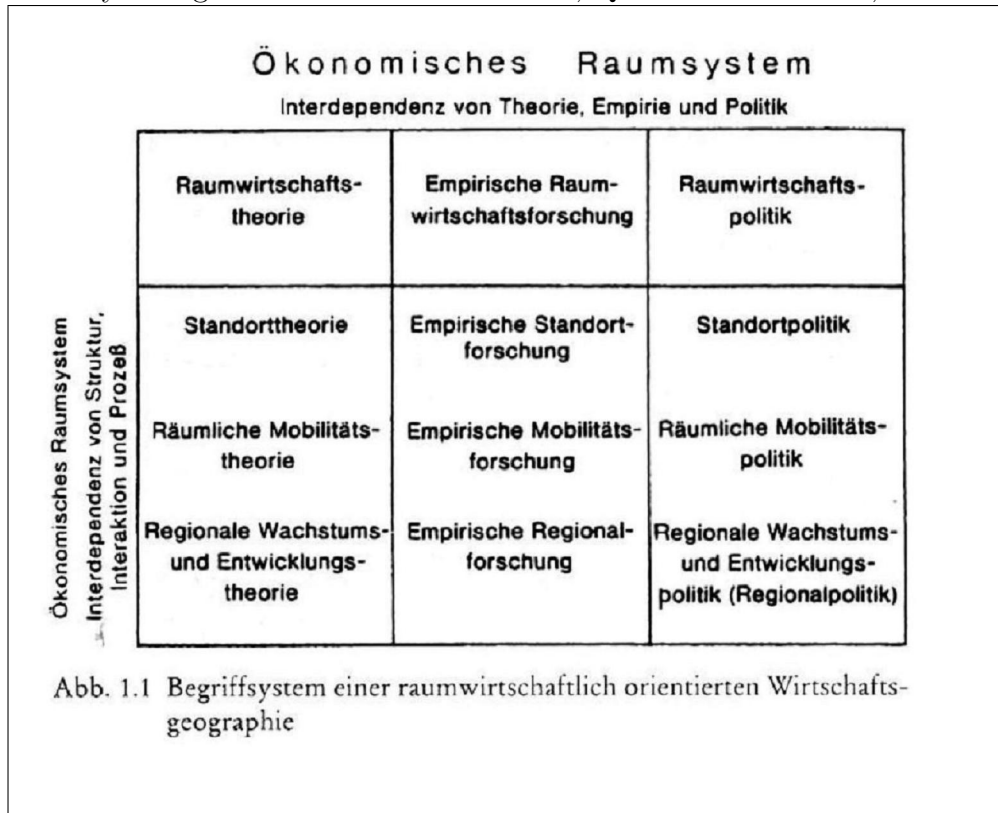 Ökonomisches Raumsystem
Interdependenz von Theorie, Empirie und Politik
Raumwirtschafts-
theorie
Empirische Raum-
wirtschaftsforschung
Raumwirtschafts-
politik
Ökonomisches Raumsystem
Interdependenz von Struktur,
Interaktion und Prozeß
Standorttheorie
Empirische Standort-
forschung
Standortpolitik
Räumliche Mobilitäts-
theorie
Empirische Mobilitäts-
forschung
Räumliche Mobilitäts-
politik
Regionale Wachstums-
und Entwicklungs-
theorie
Empirische Regional-
forschung
Regionale Wachstums-
und Entwicklungs-
politik (Regionalpolitik)
Abb. 1.1 Begriffsystem einer raumwirtschaftlich orientierten Wirtschafts-
geographie